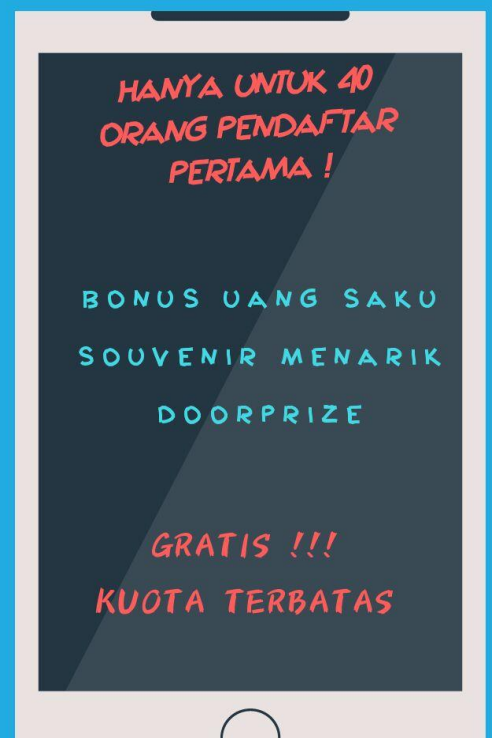 HANYA UNTUK 40
ORANG PENDAFTAR
PERTAMA !
BONUS UANG SAKU
SOUVENIR MENARIK
DOORPRIZE
GRATIS !!!
KUOTA TERBATAS